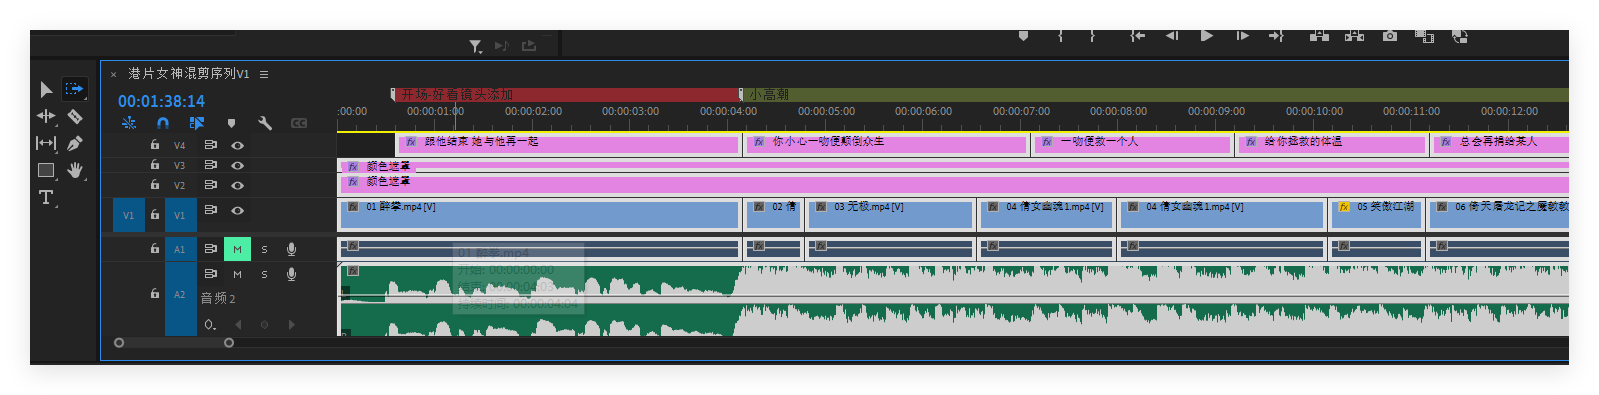 港片女神混剪序列V1
00:01:38:14
开场-好看镜头添加
小高潮
:00:00
00:00:01:00
00:00:02:00
00:00:03:00
00:00:04:00
00:00:05:00
00:00:06:00
00:00:07:00
00:00:08:00
00:00:09:00
00:00:10:00
00:00:11:00
00:00:12:00
V4
fx 跟他结束 她与他再一起
fx 你小心一吻便颠倒众生
fx 一吻便救一个人
fx 给你拯救的体温
fx 总会再捐给某人
V3
fx 颜色遮罩
V2
fx 颜色遮罩
V1
V1
fx 01 醉拳.mp4 [V]
fx 02 倩
fx 03 无极.mp4 [V]
fx 04 倩女幽魂1.mp4 [V]
fx 04 倩女幽魂1.mp4 [V]
fx 05 笑傲江湖
fx 06 倚天屠龙记之魔教教
A1
M
S
01 醉拳.mp4
开始: 00:00:00:00
结束: 00:00:04:03
持续时间: 00:00:04:04
A2
M
S
音频 2